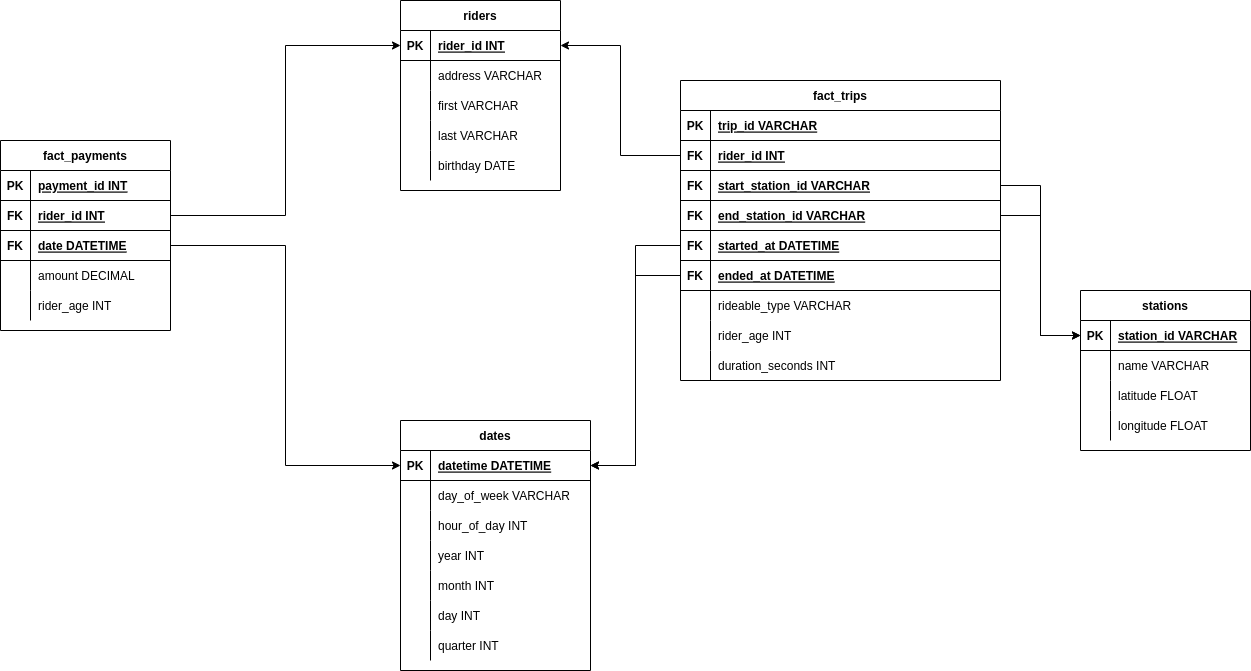 riders
PK rider_id INT
address VARCHAR
first VARCHAR
last VARCHAR
birthday DATE
fact_trips
PK trip_id VARCHAR
FK rider_id INT
FK start_station_id VARCHAR
FK end_station_id VARCHAR
FK started_at DATETIME
FK ended_at DATETIME
rideable_type VARCHAR
rider_age INT
duration_seconds INT
fact_payments
PK payment_id INT
FK rider_id INT
FK date DATETIME
amount DECIMAL
rider_age INT
stations
PK station_id VARCHAR
name VARCHAR
latitude FLOAT
longitude FLOAT
dates
PK datetime DATETIME
day_of_week VARCHAR
hour_of_day INT
year INT
month INT
day INT
quarter INT